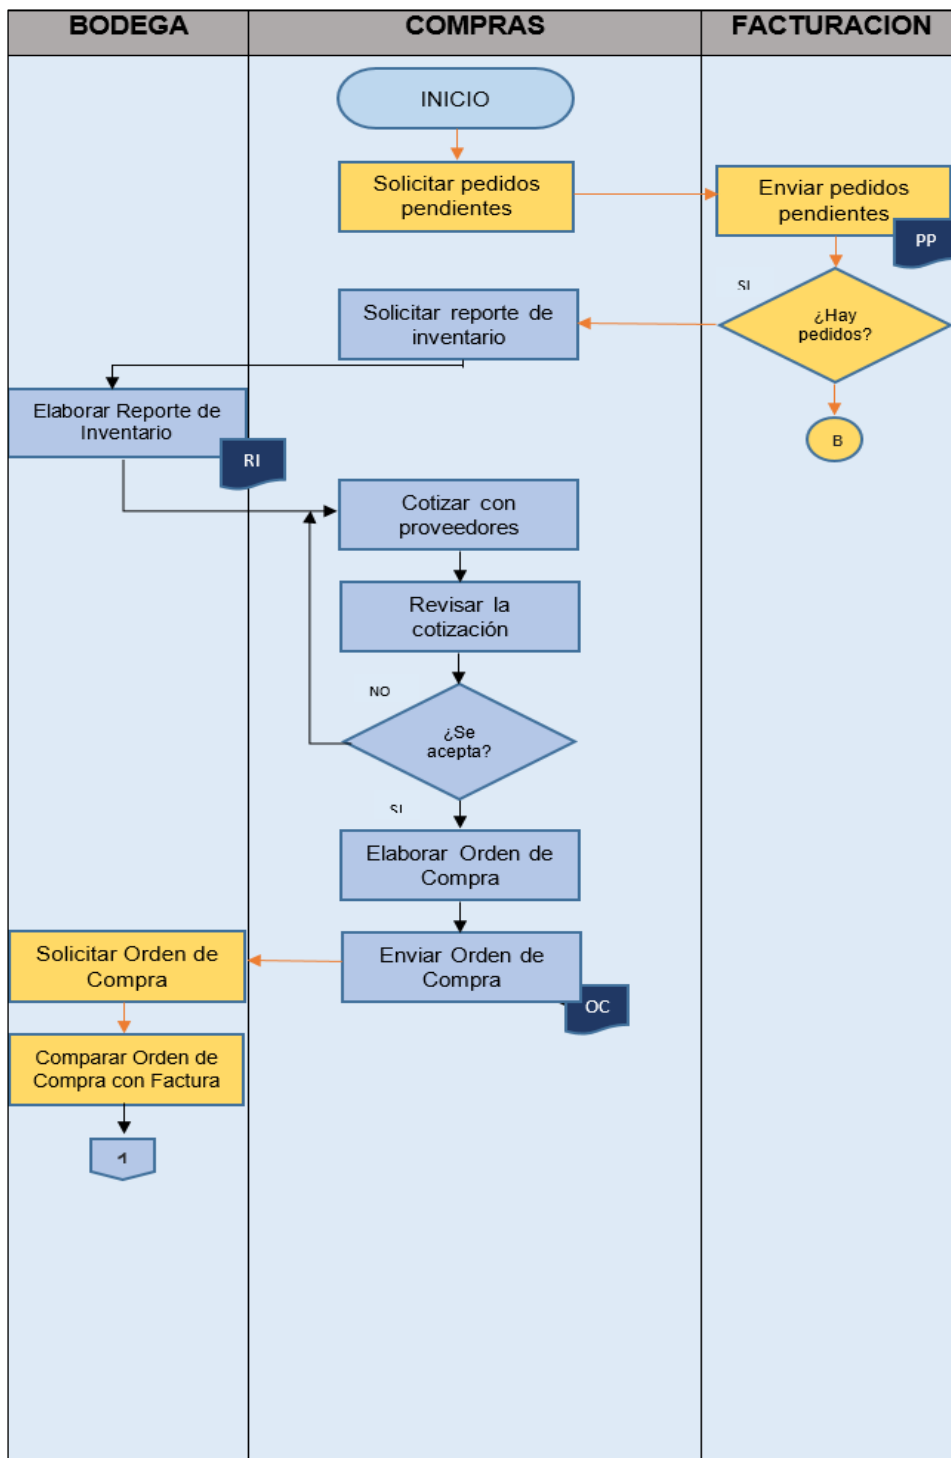 BODEGA
COMPRAS
FACTURACION
INICIO
Solicitar pedidos
pendientes
Enviar pedidos
pendientes
PP
SI
¿Hay
pedidos?
Solicitar reporte de
inventario
Elaborar Reporte de
Inventario
RI
B
Cotizar con
proveedores
Revisar la
cotización
NO
¿Se
acepta?
SI
Elaborar Orden de
Compra
Solicitar Orden de
Compra
Enviar Orden de
Compra
OC
Comparar Orden de
Compra con Factura
1